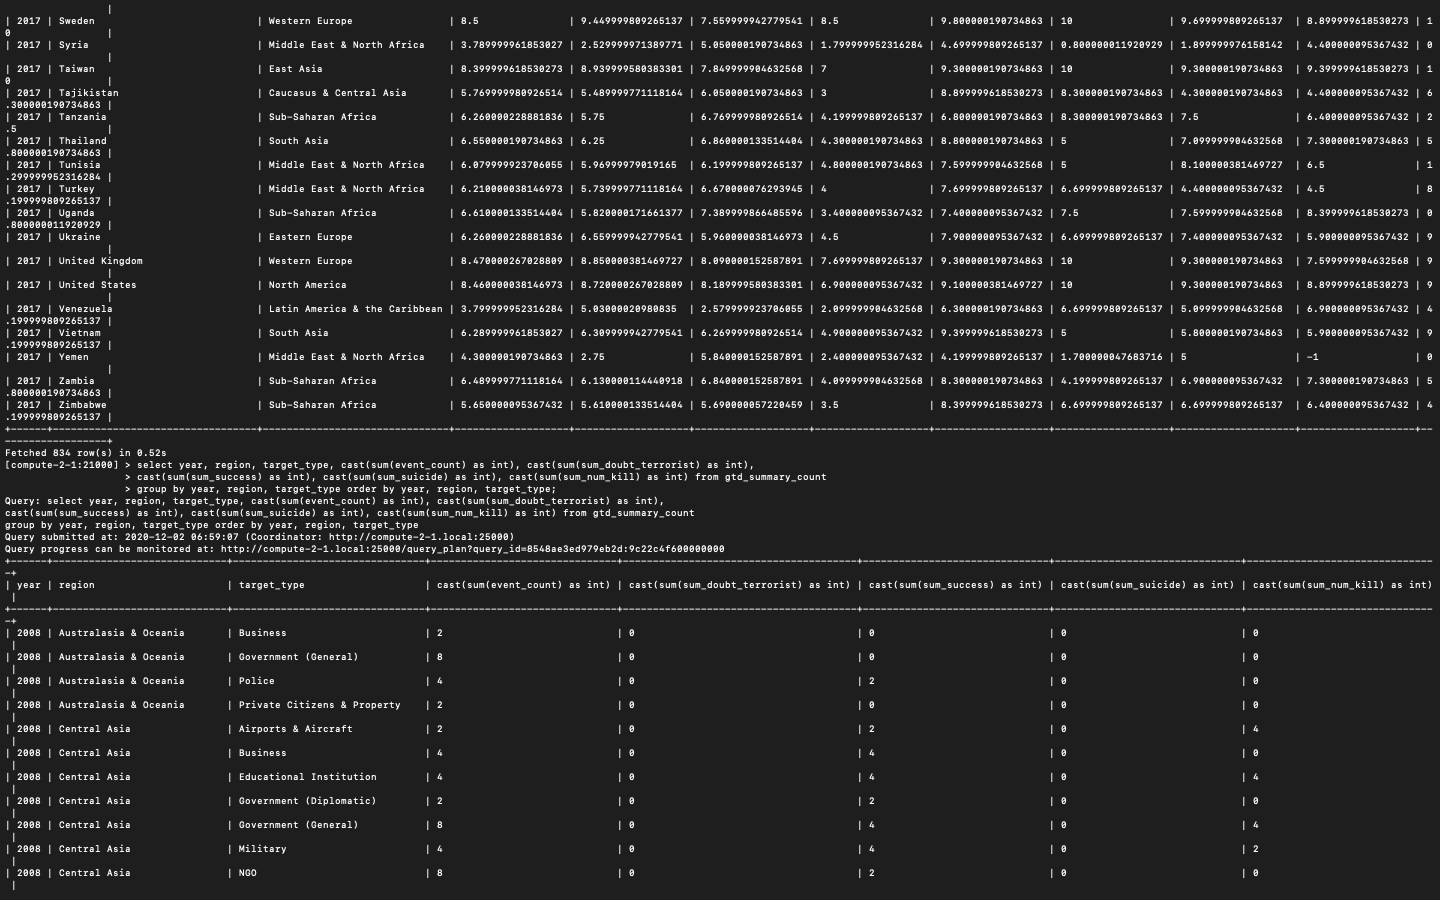 |
| 2017 | Sweden | Western Europe | 8.5 | 9.449999809265137 | 7.559999942779541 | 8.5 | 9.800000190734863 | 10 | 9.699999809265137 | 8.899999618530273 | 1
0 |
| 2017 | Syria | Middle East & North Africa | 3.789999961853027 | 2.529999971389771 | 5.050000190734863 | 1.799999952316284 | 4.699999809265137 | 0.800000011920929 | 1.899999976158142 | 4.400000095367432 | 0
|
| 2017 | Taiwan | East Asia | 8.399999618530273 | 8.939999580383301 | 7.849999904632568 | 7 | 9.300000190734863 | 10 | 9.300000190734863 | 9.399999618530273 | 1
0 |
| 2017 | Tajikistan | Caucasus & Central Asia | 5.769999980926514 | 5.489999771118164 | 6.050000190734863 | 3 | 8.899999618530273 | 8.300000190734863 | 4.300000190734863 | 4.400000095367432 | 6
.300000190734863 |
| 2017 | Tanzania | Sub-Saharan Africa | 6.260000228881836 | 5.75 | 6.769999980926514 | 4.199999809265137 | 6.800000190734863 | 8.300000190734863 | 7.5 | 6.400000095367432 | 2
.5 |
| 2017 | Thailand | South Asia | 6.550000190734863 | 6.25 | 6.860000133514404 | 4.300000190734863 | 8.800000190734863 | 5 | 7.099999904632568 | 7.300000190734863 | 5
.800000190734863 |
| 2017 | Tunisia | Middle East & North Africa | 6.079999923706055 | 5.96999979019165 | 6.199999809265137 | 4.800000190734863 | 7.599999904632568 | 5 | 8.100000381469727 | 6.5 | 1
.299999952316284 |
| 2017 | Turkey | Middle East & North Africa | 6.210000038146973 | 5.739999771118164 | 6.670000076293945 | 4 | 7.699999809265137 | 6.699999809265137 | 4.400000095367432 | 4.5 | 8
.199999809265137 |
| 2017 | Uganda | Sub-Saharan Africa | 6.610000133514404 | 5.820000171661377 | 7.389999866485596 | 3.400000095367432 | 7.400000095367432 | 7.5 | 7.599999904632568 | 8.399999618530273 | 0
.800000011920929 |
| 2017 | Ukraine | Eastern Europe | 6.260000228881836 | 6.559999942779541 | 5.960000038146973 | 4.5 | 7.900000095367432 | 6.699999809265137 | 7.400000095367432 | 5.900000095367432 | 9
|
| 2017 | United Kingdom | Western Europe | 8.470000267028809 | 8.850000381469727 | 8.090000152587891 | 7.699999809265137 | 9.300000190734863 | 10 | 9.300000190734863 | 7.599999904632568 | 9
|
| 2017 | United States | North America | 8.460000038146973 | 8.720000267028809 | 8.189999580383301 | 6.900000095367432 | 9.100000381469727 | 10 | 9.300000190734863 | 8.899999618530273 | 9
|
| 2017 | Venezuela | Latin America & the Caribbean | 3.799999952316284 | 5.03000020980835 | 2.579999923706055 | 2.099999904632568 | 6.300000190734863 | 6.699999809265137 | 5.099999904632568 | 6.900000095367432 | 4
.199999809265137 |
| 2017 | Vietnam | South Asia | 6.289999961853027 | 6.309999942779541 | 6.269999980926514 | 4.900000095367432 | 9.399999618530273 | 5 | 5.800000190734863 | 5.900000095367432 | 9
.199999809265137 |
| 2017 | Yemen | Middle East & North Africa | 4.300000190734863 | 2.75 | 5.840000152587891 | 2.400000095367432 | 4.199999809265137 | 1.700000047683716 | 5 | -1 | 0
|
| 2017 | Zambia | Sub-Saharan Africa | 6.489999771118164 | 6.130000114440918 | 6.840000152587891 | 4.099999904632568 | 8.300000190734863 | 4.199999809265137 | 6.900000095367432 | 7.300000190734863 | 5
.800000190734863 |
| 2017 | Zimbabwe | Sub-Saharan Africa | 5.650000095367432 | 5.610000133514404 | 5.690000057220459 | 3.5 | 8.399999618530273 | 6.699999809265137 | 6.699999809265137 | 6.400000095367432 | 4
.199999809265137 |
Fetched 834 row(s) in 0.52s
[compute-2-1:21000] > select year, region, target_type, cast(sum(event_count) as int), cast(sum(sum_doubt_terrorist) as int),
> cast(sum(sum_success) as int), cast(sum(sum_suicide) as int), cast(sum(sum_num_kill) as int) from gtd_summary_count
> group by year, region, target_type order by year, region, target_type;
Query: select year, region, target_type, cast(sum(event_count) as int), cast(sum(sum_doubt_terrorist) as int),
cast(sum(sum_success) as int), cast(sum(sum_suicide) as int), cast(sum(sum_num_kill) as int) from gtd_summary_count
group by year, region, target_type order by year, region, target_type
Query submitted at: 2020-12-02 06:59:07 (Coordinator: http://compute-2-1.local:25000)
Query progress can be monitored at: http://compute-2-1.local:25000/query_plan?query_id=8548ae3ed979eb2d:9c22c4f600000000
| year | region | target_type | cast(sum(event_count) as int) | cast(sum(sum_doubt_terrorist) as int) | cast(sum(sum_success) as int) | cast(sum(sum_suicide) as int) | cast(sum(sum_num_kill) as int)
|
| 2008 | Australasia & Oceania | Business | 2 | 0 | 0 | 0 | 0
|
| 2008 | Australasia & Oceania | Government (General) | 8 | 0 | 0 | 0 | 0
|
| 2008 | Australasia & Oceania | Police | 4 | 0 | 2 | 0 | 0
|
| 2008 | Australasia & Oceania | Private Citizens & Property | 2 | 0 | 0 | 0 | 0
|
| 2008 | Central Asia | Airports & Aircraft | 2 | 0 | 2 | 0 | 4
|
| 2008 | Central Asia | Business | 4 | 0 | 4 | 0 | 0
|
| 2008 | Central Asia | Educational Institution | 4 | 0 | 4 | 0 | 4
|
| 2008 | Central Asia | Government (Diplomatic) | 2 | 0 | 2 | 0 | 0
|
| 2008 | Central Asia | Government (General) | 8 | 0 | 4 | 0 | 4
|
| 2008 | Central Asia | Military | 4 | 0 | 4 | 0 | 2
|
| 2008 | Central Asia | NGO | 8 | 0 | 2 | 0 | 0
|